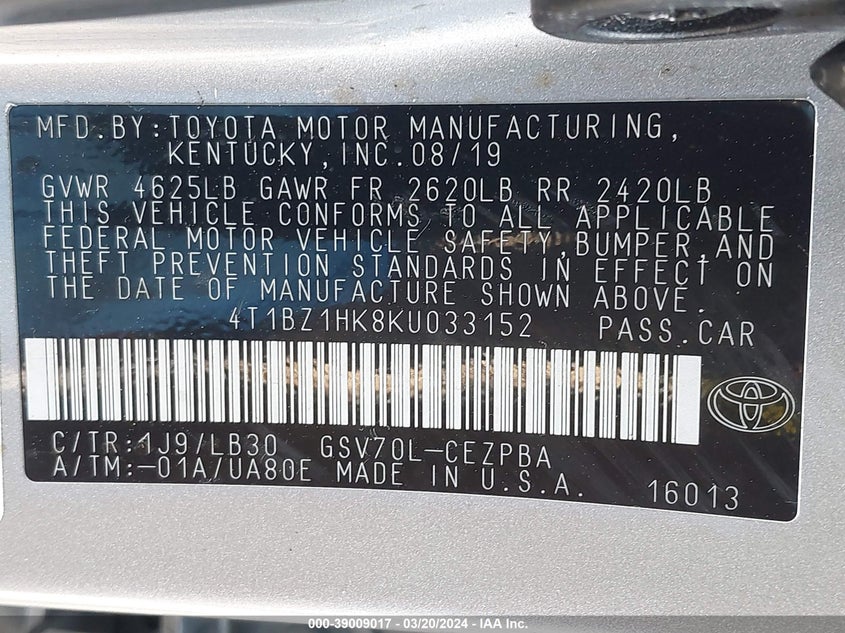 MFD.BY:TOYOTA MOTOR MANUFACTURING,
KENTUCKY,INC.08/19
GVWR 4625LB GAWR FR 2620LB RR 2420LB
THIS VEHICLE CONFORMS TO ALL APPLICABLE
FEDERAL MOTOR VEHICLE SAFETY,BUMPER,AND
THEFT PREVENTION STANDARDS IN EFFECT ON
THE DATE OF MANUFACTURE SHOWN ABOVE.
4T1BZ1HK8KU033152 PASS.CAR
C/TR:1J9/LB30 GSV70L-CEZPBA
A/TM:-01A/UA80E MADE IN U.S.A.
16013
000-39009017 - 03/20/2024 - IAAI.com